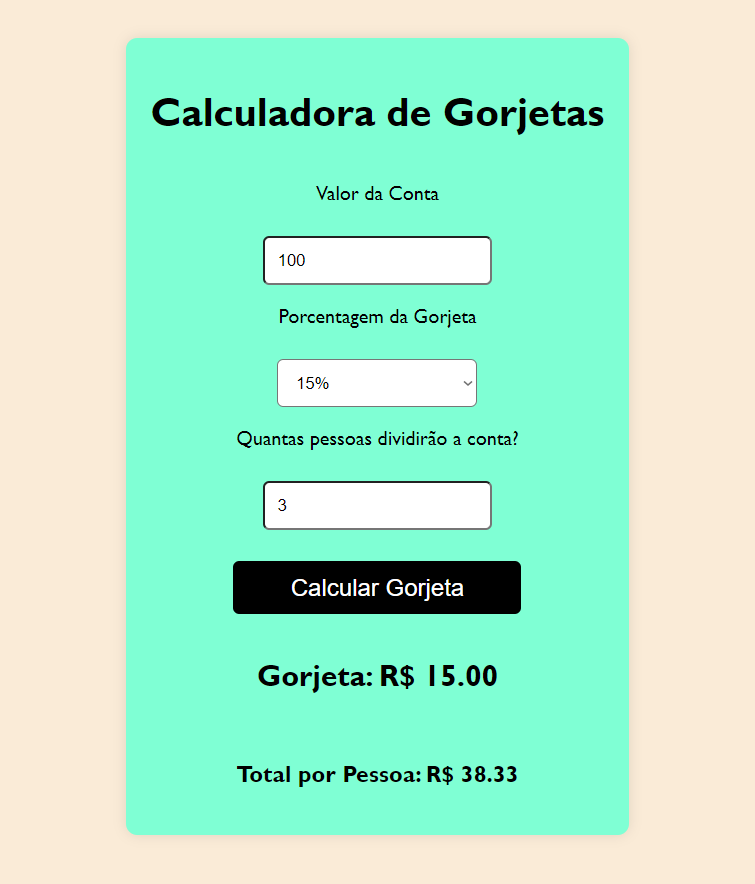 Calculadora de Gorjetas
Valor da Conta
100
Porcentagem da Gorjeta
15%
Quantas pessoas dividirão a conta?
3
Calcular Gorjeta
Gorjeta: R$ 15.00
Total por Pessoa: R$ 38.33